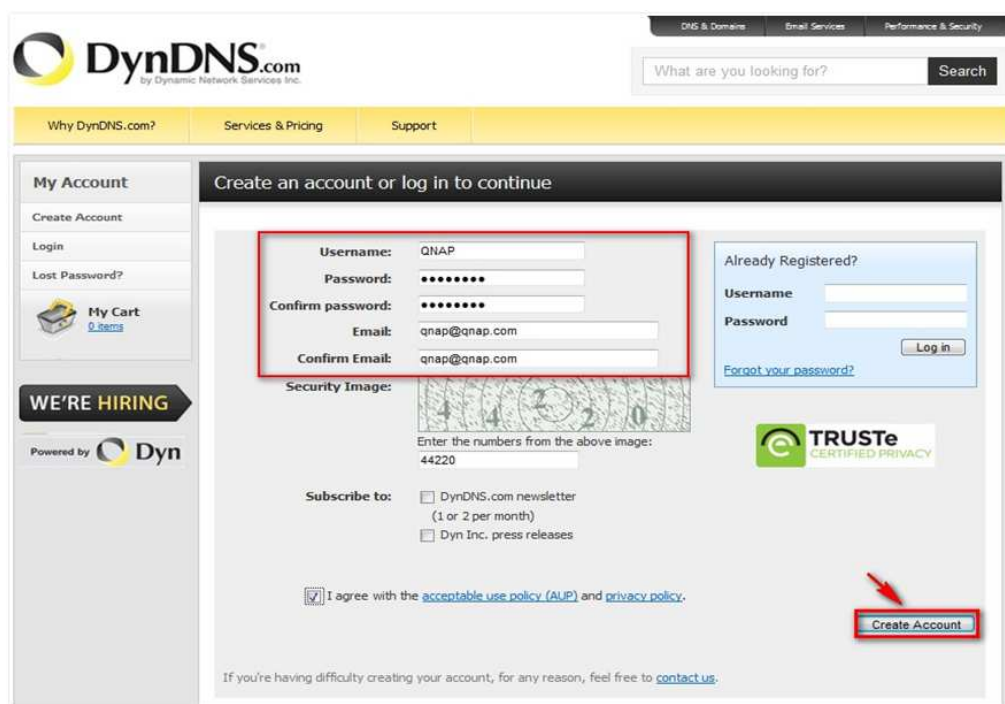 DNS & Domains Email Services Performance & Security
DynDNS.com
by Dynamic Network Services Inc.
What are you looking for? Search
Why DynDNS.com? Services & Pricing Support
My Account
Create Account
Login
Lost Password?
My Cart
0 items
WE'RE HIRING
Powered by Dyn
Create an account or log in to continue
Username: QNAP
Password: ●●●●●●●●
Confirm password: ●●●●●●●●
Email: qnap@qnap.com
Confirm Email: qnap@qnap.com
Security Image: 4 4 2 2 0
Enter the numbers from the above image:
44220
Subscribe to: DynDNS.com newsletter
(1 or 2 per month)
Dyn Inc. press releases
I agree with the acceptable use policy (AUP) and privacy policy.
Create Account
If you're having difficulty creating your account, for any reason, feel free to contact us.
Already Registered?
Username
Password
Log in
Forgot your password?
TRUSTe
CERTIFIED PRIVACY